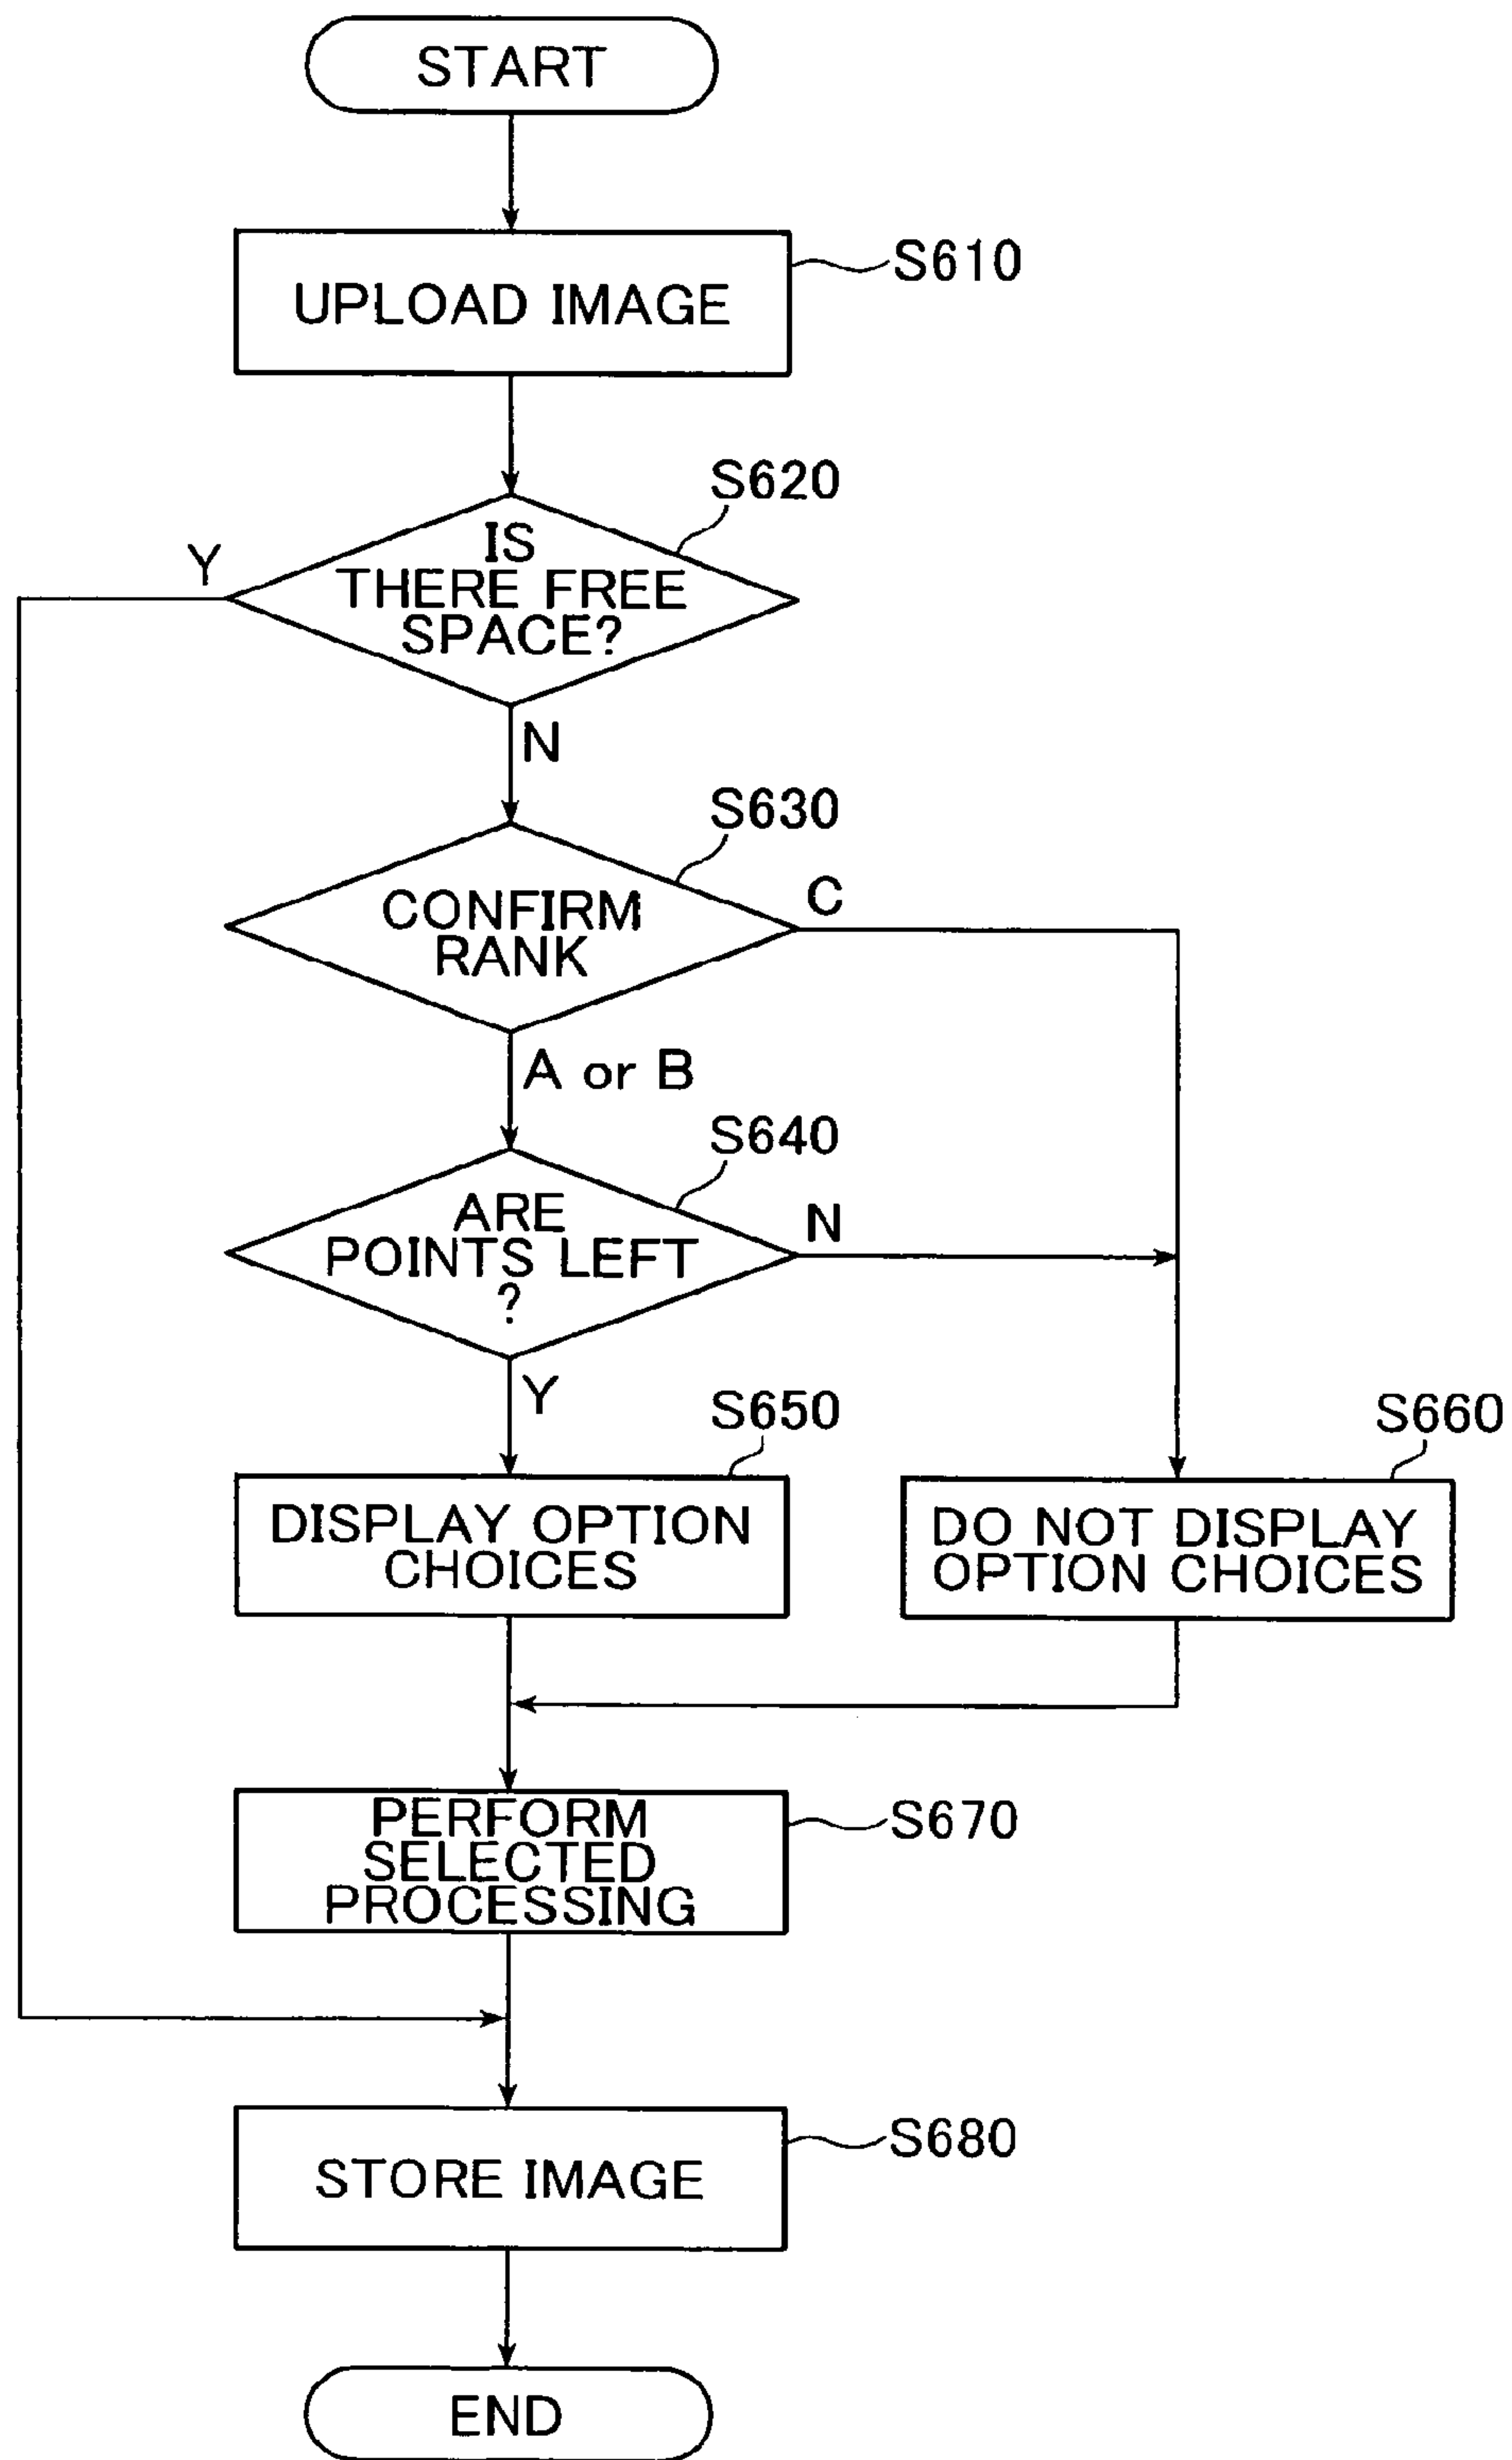 START
UPLOAD IMAGE
S610
S620
Y
IS
THERE FREE
SPACE?
N
S630
CONFIRM
RANK
C
A or B
S640
ARE
POINTS LEFT
?
N
Y
S650
DISPLAY OPTION
CHOICES
S660
DO NOT DISPLAY
OPTION CHOICES
PERFORM
SELECTED
PROCESSING
S670
STORE IMAGE
S680
END